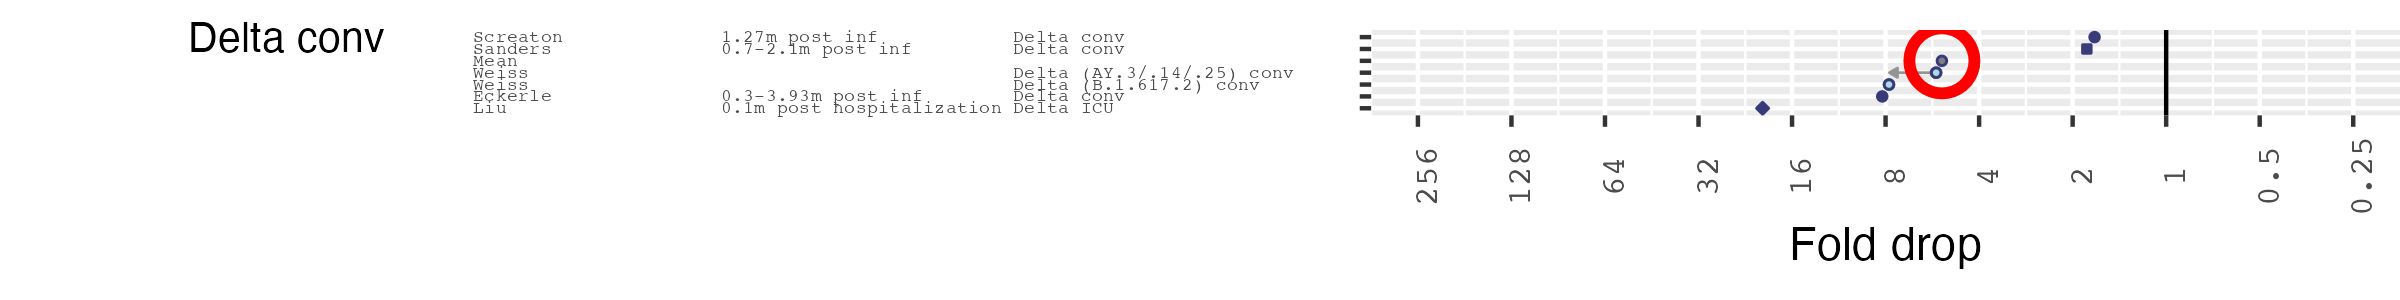 Delta conv
Screaton 1.27m post inf Delta conv
Sanders 0.7-2.1m post inf Delta conv
Mean
Weiss Delta (AY.3/.14/.25) conv
Weiss Delta (B.1.617.2) conv
Eckerle 0.3-3.93m post inf Delta conv
Liu 0.1m post hospitalization Delta ICU
256 128 64 32 16 8 4 2 1 0.5 0.25
Fold drop